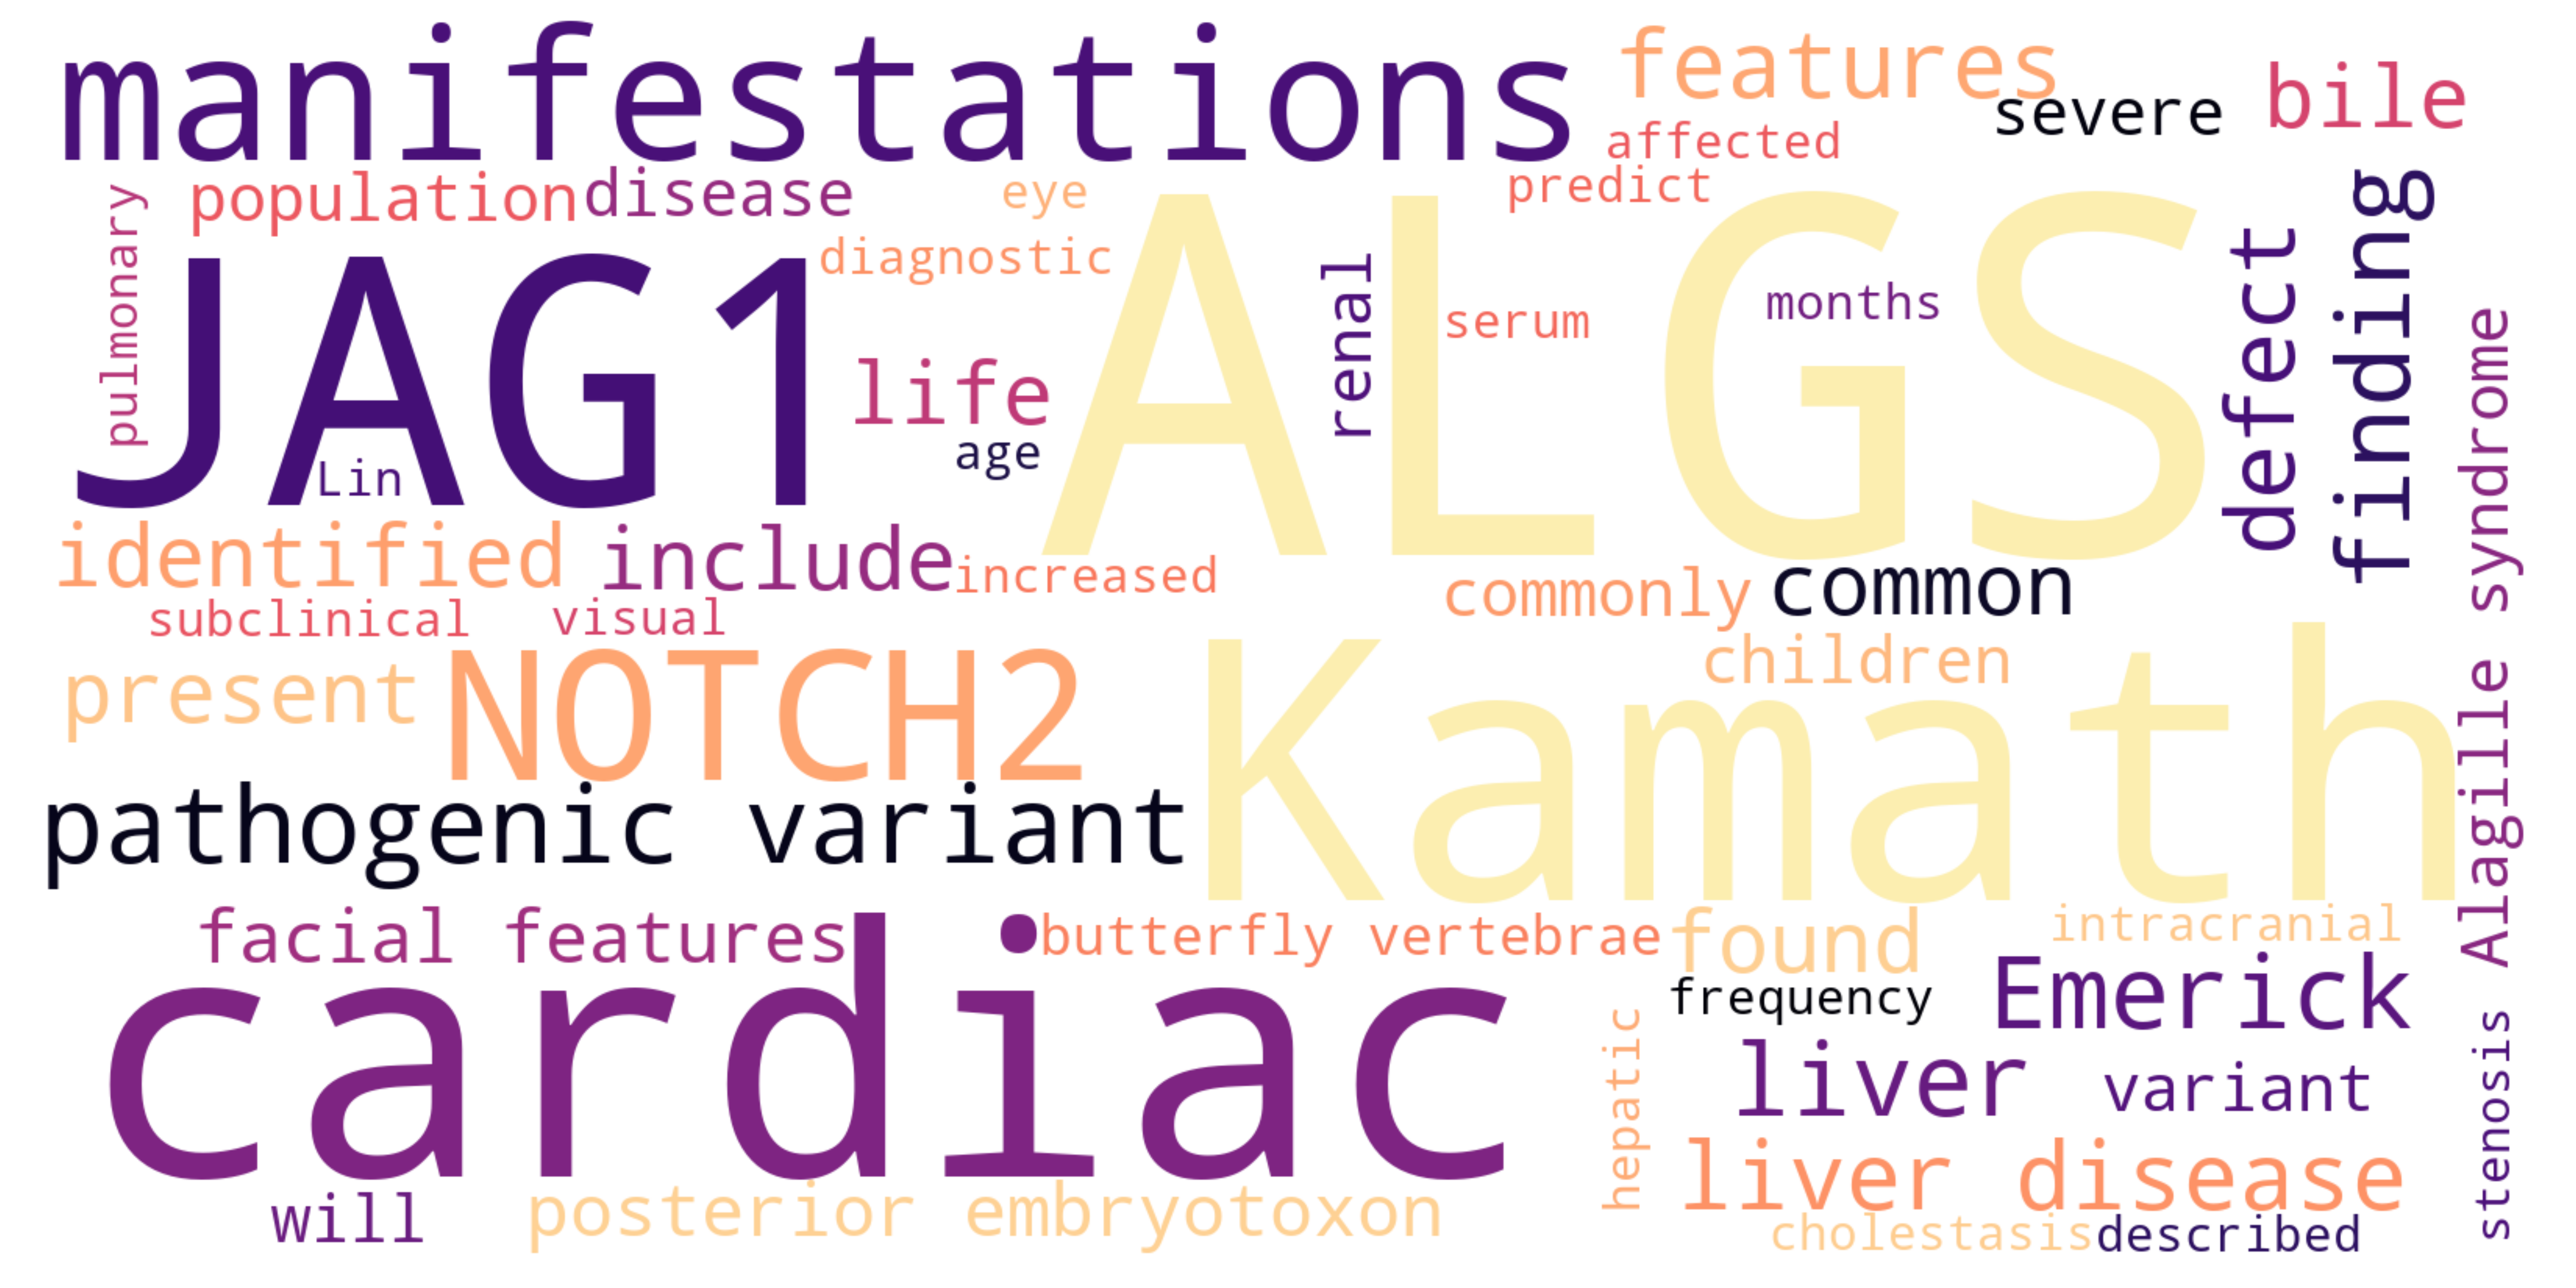 manifestations
features
severe
bile
affected
population
disease
eye
predict
pulmonary
diagnostic
JAG1
ALGS
renal
serum
months
defect
finding
life
age
Lin
Alagille syndrome
identified
include
increased
commonly
common
subclinical
visual
children
present
NOTCH2
Kamath
pathogenic variant
facial features
butterfly vertebrae
found
intracranial
cardiac
frequency
Emerick
hepatic
liver
variant
stenosis
liver disease
will
posterior embryotoxon
cholestasis
described